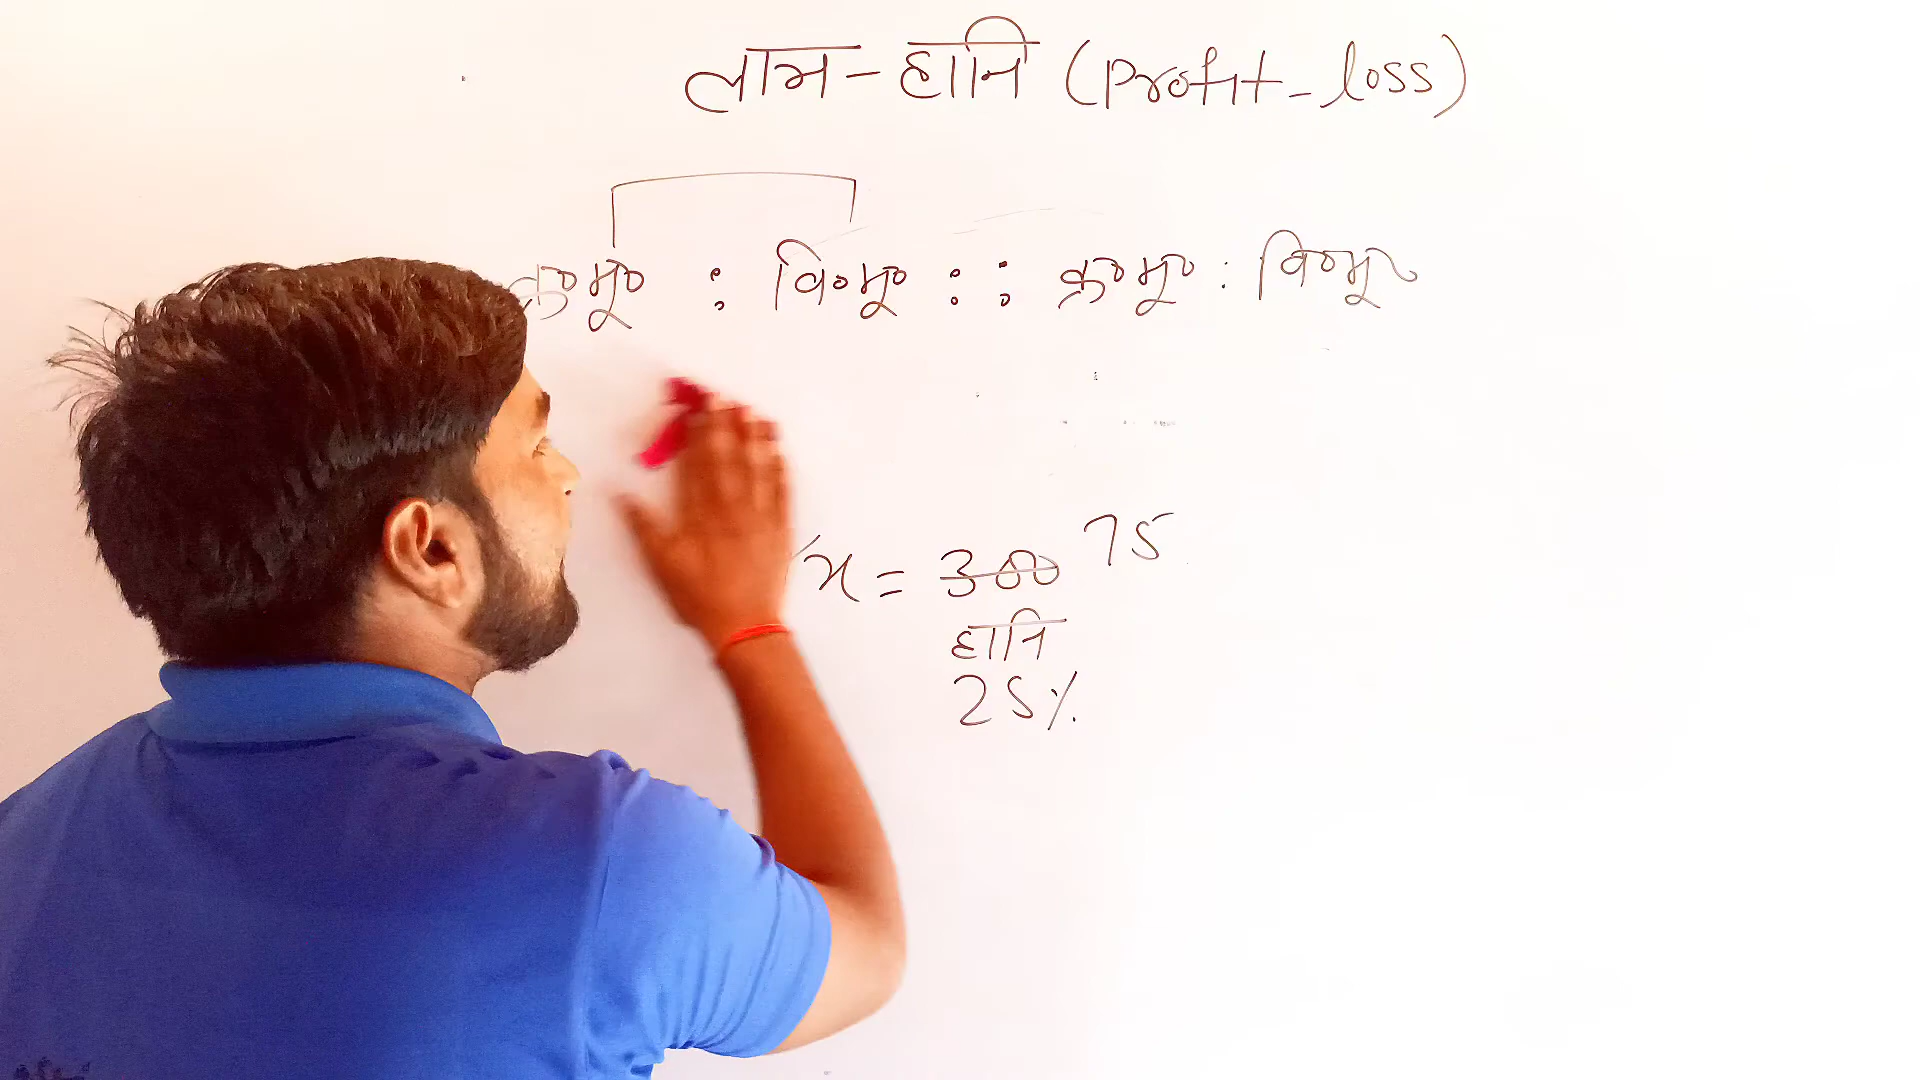 लाभ - हानि (Profit - loss)
क्र०मू० : वि०मू० : : क्र०मू० : वि०मू०
x = 300 75
हानि
25%